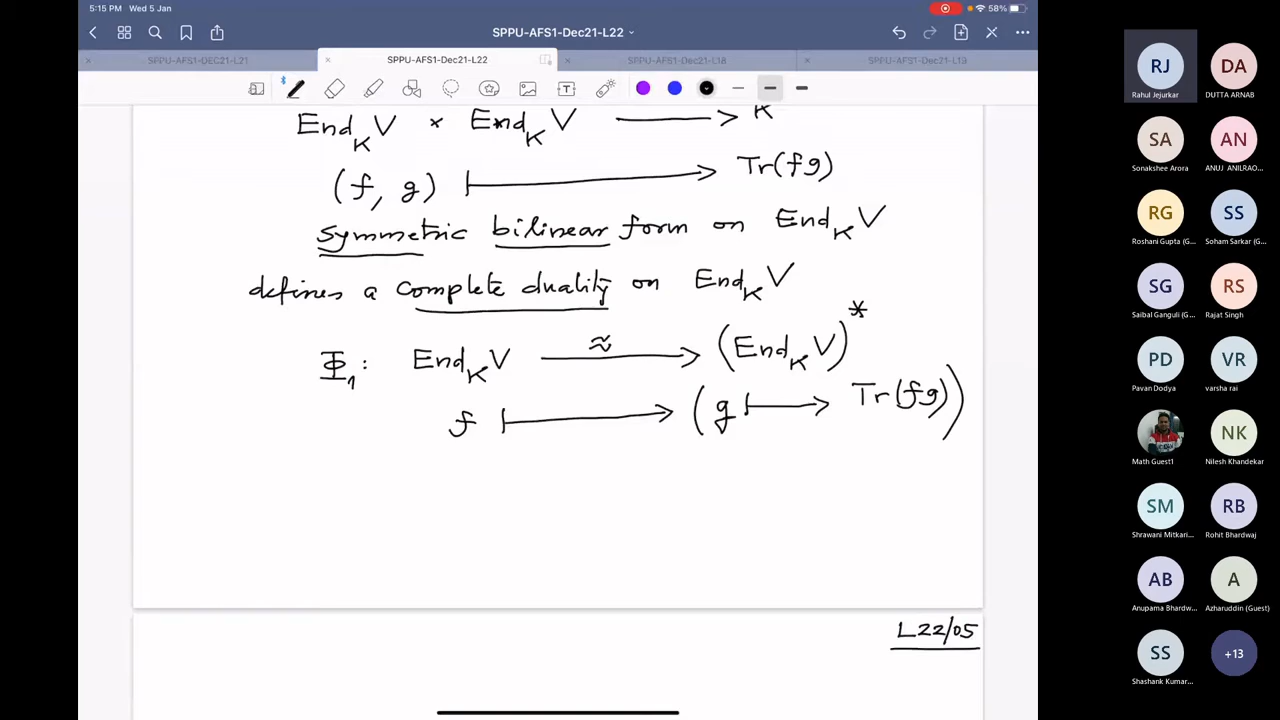 5:15 PM Wed 5 Jan
58%
SPPU-AFS1-Dec21-L22
SPPU-AFS1-DEC21-L21
SPPU-AFS1-Dec21-L22
SPPU-AFS1-Dec21-L18
SPPU-AFS1-Dec21-L19
End_K V × End_K V ⟶ K
(f, g) ⟼ Tr(fg)
symmetric bilinear form on End_K V
defines a complete duality on End_K V
Φ₁: End_K V ⟶≈ (End_K V)*
f ⟼ (g ⟼ Tr(fg))
L22/05
RJ
Rahul Jejurkar
DA
DUTTA ARNAB
SA
Sonakshee Arora
AN
ANUJ ANILRAO...
RG
Roshani Gupta (G...
SS
Soham Sarkar (G...
SG
Saibal Ganguli (G...
RS
Rajat Singh
PD
Pavan Dodya
VR
varsha rai
Math Guest1
NK
Nilesh Khandekar
SM
Shrawani Mitkari...
RB
Rohit Bhardwaj
AB
Anupama Bhardw...
A
Azharuddin (Guest)
SS
Shashank Kumar...
+13